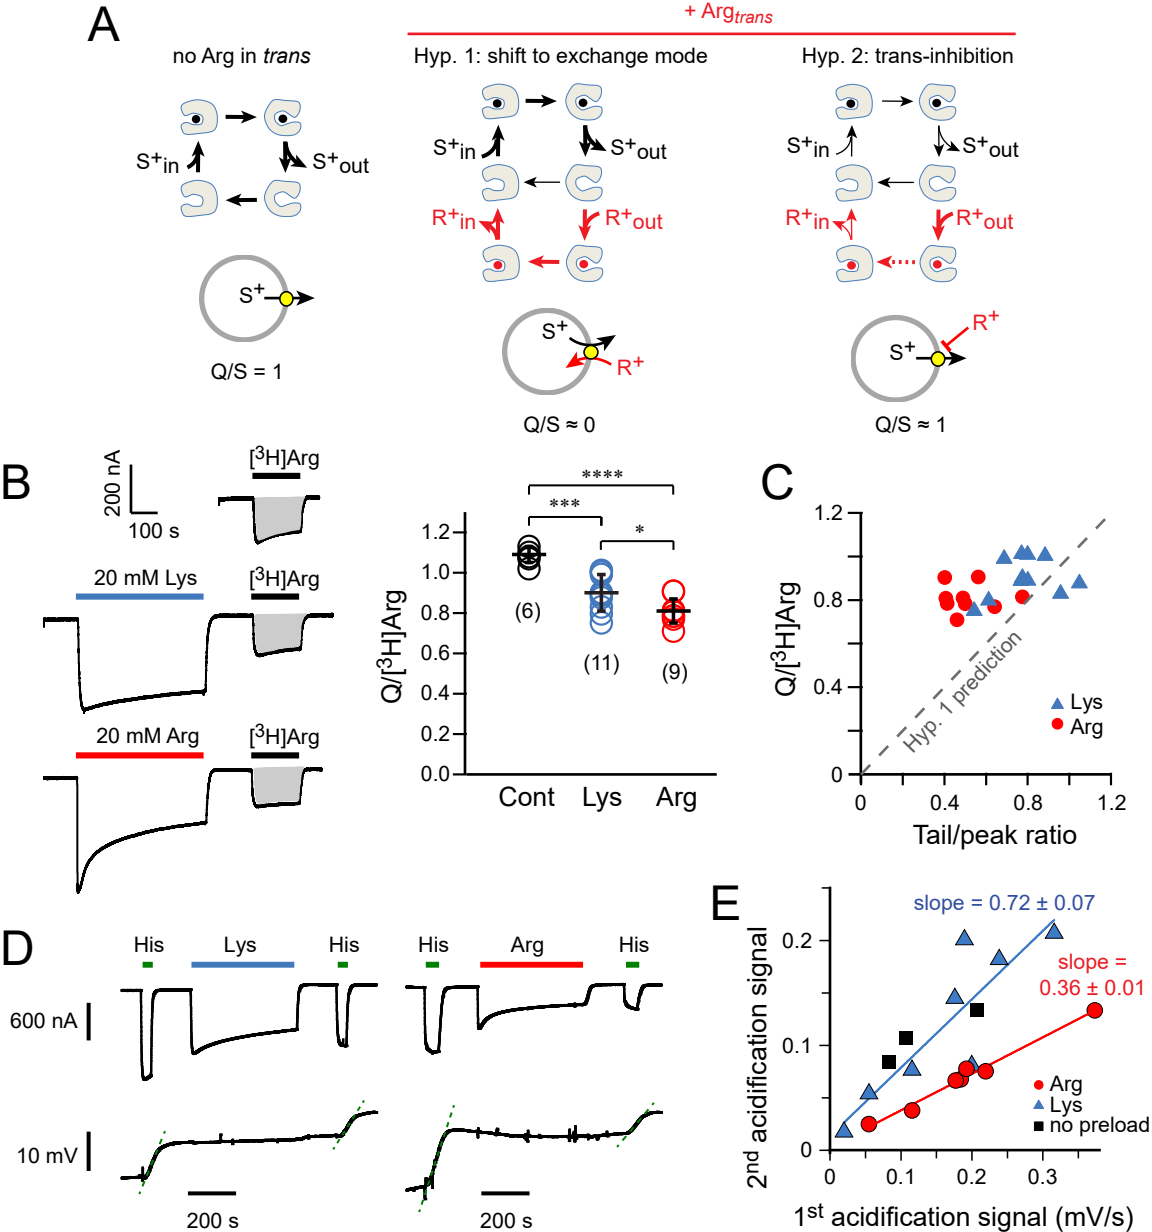 A
+ Argtrans
no Arg in trans
Hyp. 1: shift to exchange mode
Hyp. 2: trans-inhibition
S+in
S+out
S+in
S+out
R+in
R+out
S+in
S+out
R+in
R+out
S+
S+
R+
S+
R+
Q/S = 1
Q/S ≈ 0
Q/S ≈ 1
B
200 nA
100 s
[3H]Arg
20 mM Lys
[3H]Arg
20 mM Arg
[3H]Arg
Q/[3H]Arg
1.2
1.0
0.8
0.6
0.4
0.2
0.0
****
***
*
(6)
(11)
(9)
Cont
Lys
Arg
C
Q/[3H]Arg
1.2
0.8
0.4
0
Hyp. 1 prediction
Lys
Arg
0
0.4
0.8
1.2
Tail/peak ratio
D
His
Lys
His
His
Arg
His
600 nA
10 mV
200 s
200 s
E
2nd acidification signal
0.2
0.1
0
slope = 0.72 ± 0.07
slope =
0.36 ± 0.01
Arg
Lys
no preload
0
0.1
0.2
0.3
1st acidification signal (mV/s)